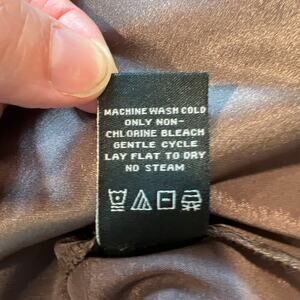 MACHINE WASH COLD
ONLY NON-
CHLORINE BLEACH
GENTLE CYCLE
LAY FLAT TO DRY
NO STEAM